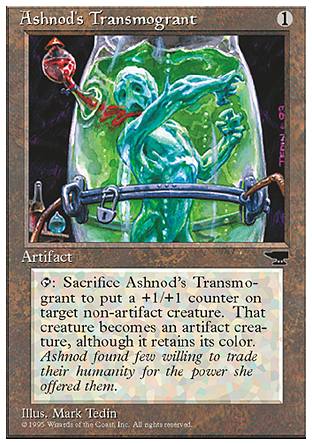 Ashnod's Transmogrant 1
TEDIN © 93
Artifact
: Sacrifice Ashnod's Transmo-
grant to put a +1/+1 counter on
target non-artifact creature. That
creature becomes an artifact crea-
ture, although it retains its color.
Ashnod found few willing to trade
their humanity for the power she
offered them.
Illus. Mark Tedin
© 1995 Wizards of the Coast, Inc. All rights reserved.